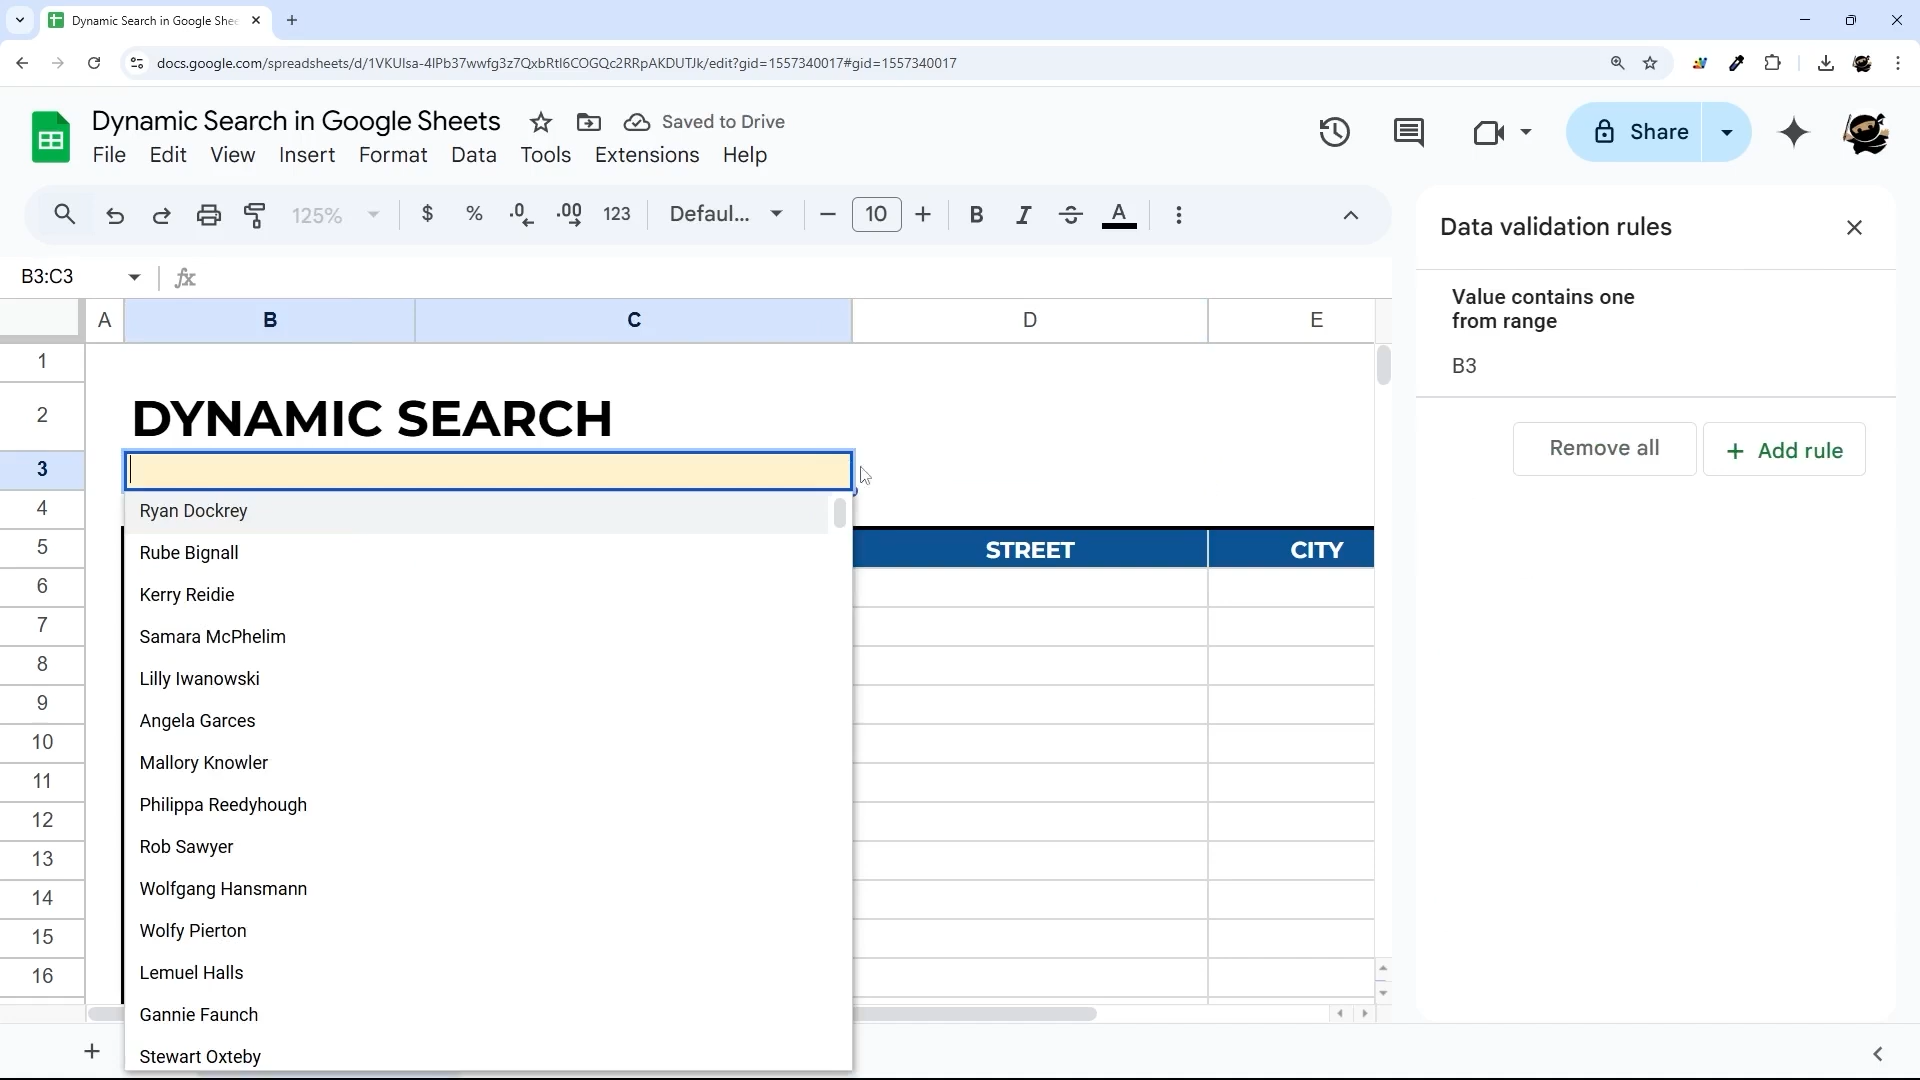 Dynamic Search in Google Shee
docs.google.com/spreadsheets/d/1VKUlsa-4lPb37wwfg3z7QxbRtI6COGQc2RRpAKDUTJk/edit?gid=1557340017#gid=1557340017
Dynamic Search in Google Sheets
Saved to Drive
File Edit View Insert Format Data Tools Extensions Help
Share
125% $ % .0 .00 123 Defaul... 10 B I S A
Data validation rules
B3:C3
fx
Value contains one
from range
B3
Remove all
+ Add rule
A B C D E
1
2 DYNAMIC SEARCH
3
4 Ryan Dockrey
5 Rube Bignall STREET CITY
6 Kerry Reidie
7 Samara McPhelim
8 Lilly Iwanowski
9 Angela Garces
10 Mallory Knowler
11 Philippa Reedyhough
12 Rob Sawyer
13 Wolfgang Hansmann
14 Wolfy Pierton
15 Lemuel Halls
16 Gannie Faunch
Stewart Oxteby